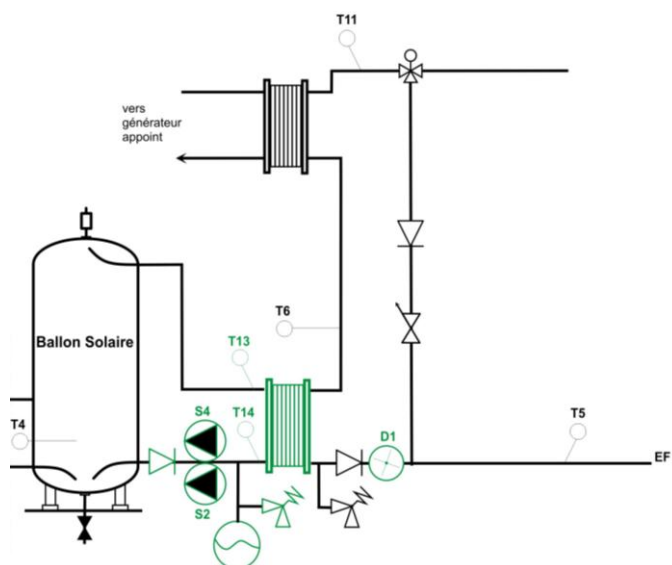 T11
vers
générateur
appoint
T6
Ballon Solaire
T13
T4
S4
T14
D1
T5
EF
S2